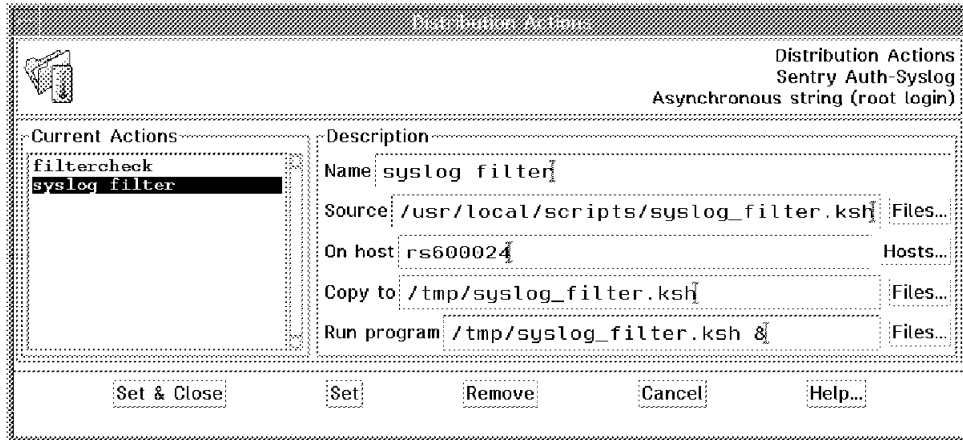 Distribution Actions
Distribution Actions
Sentry Auth-Syslog
Asynchronous string (root login)
Current Actions
filtercheck
syslog filter
Description
Name syslog filter
Source /usr/local/scripts/syslog_filter.ksh Files...
On host rs600024 Hosts...
Copy to /tmp/syslog_filter.ksh Files...
Run program /tmp/syslog_filter.ksh & Files...
Set & Close Set Remove Cancel Help...